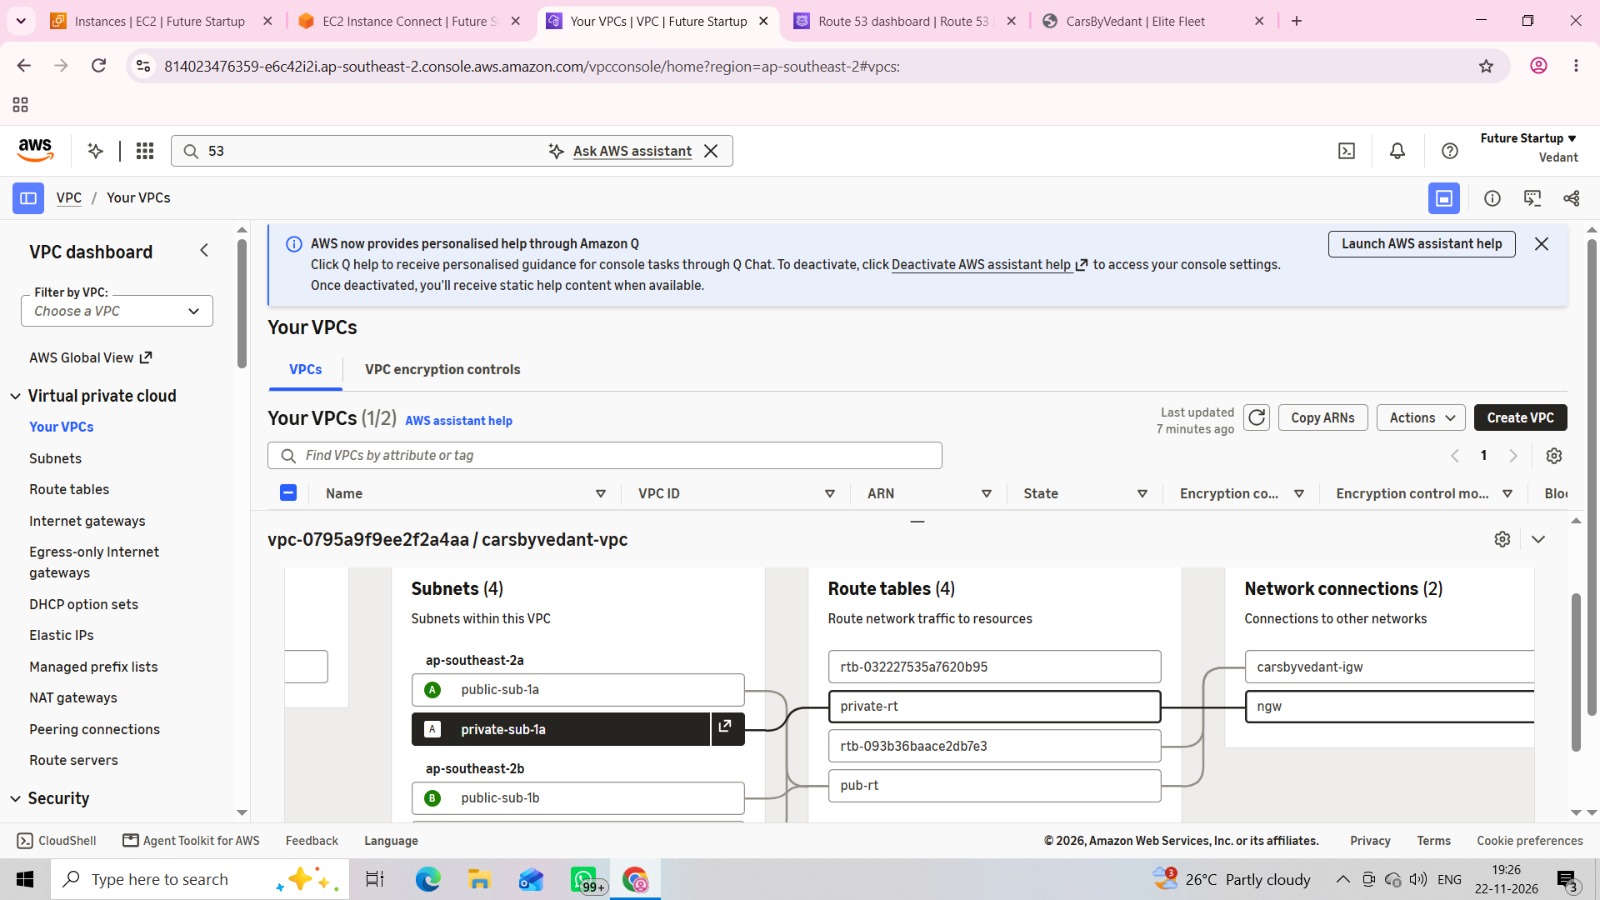 Instances | EC2 | Future Startup
EC2 Instance Connect | Future S
Your VPCs | VPC | Future Startup
Route 53 dashboard | Route 53
CarsByVedant | Elite Fleet
814023476359-e6c42i2i.ap-southeast-2.console.aws.amazon.com/vpcconsole/home?region=ap-southeast-2#vpcs:
aws
53
Ask AWS assistant
Future Startup
Vedant
VPC / Your VPCs
VPC dashboard
Filter by VPC:
Choose a VPC
AWS Global View
Virtual private cloud
Your VPCs
Subnets
Route tables
Internet gateways
Egress-only Internet
gateways
DHCP option sets
Elastic IPs
Managed prefix lists
NAT gateways
Peering connections
Route servers
Security
AWS now provides personalised help through Amazon Q
Click Q help to receive personalised guidance for console tasks through Q Chat. To deactivate, click Deactivate AWS assistant help to access your console settings.
Once deactivated, you'll receive static help content when available.
Launch AWS assistant help
Your VPCs
VPCs
VPC encryption controls
Your VPCs (1/2) AWS assistant help
Last updated
7 minutes ago
Copy ARNs
Actions
Create VPC
Find VPCs by attribute or tag
1
Name
VPC ID
ARN
State
Encryption co...
Encryption control mo...
Bloc
vpc-0795a9f9ee2f2a4aa / carsbyvedant-vpc
Subnets (4)
Subnets within this VPC
ap-southeast-2a
A public-sub-1a
A private-sub-1a
ap-southeast-2b
B public-sub-1b
Route tables (4)
Route network traffic to resources
rtb-032227535a7620b95
private-rt
rtb-093b36baace2db7e3
pub-rt
Network connections (2)
Connections to other networks
carsbyvedant-igw
ngw
CloudShell
Agent Toolkit for AWS
Feedback
Language
© 2026, Amazon Web Services, Inc. or its affiliates.
Privacy
Terms
Cookie preferences
Type here to search
99+
3
26°C Partly cloudy
ENG
19:26
22-11-2026
3